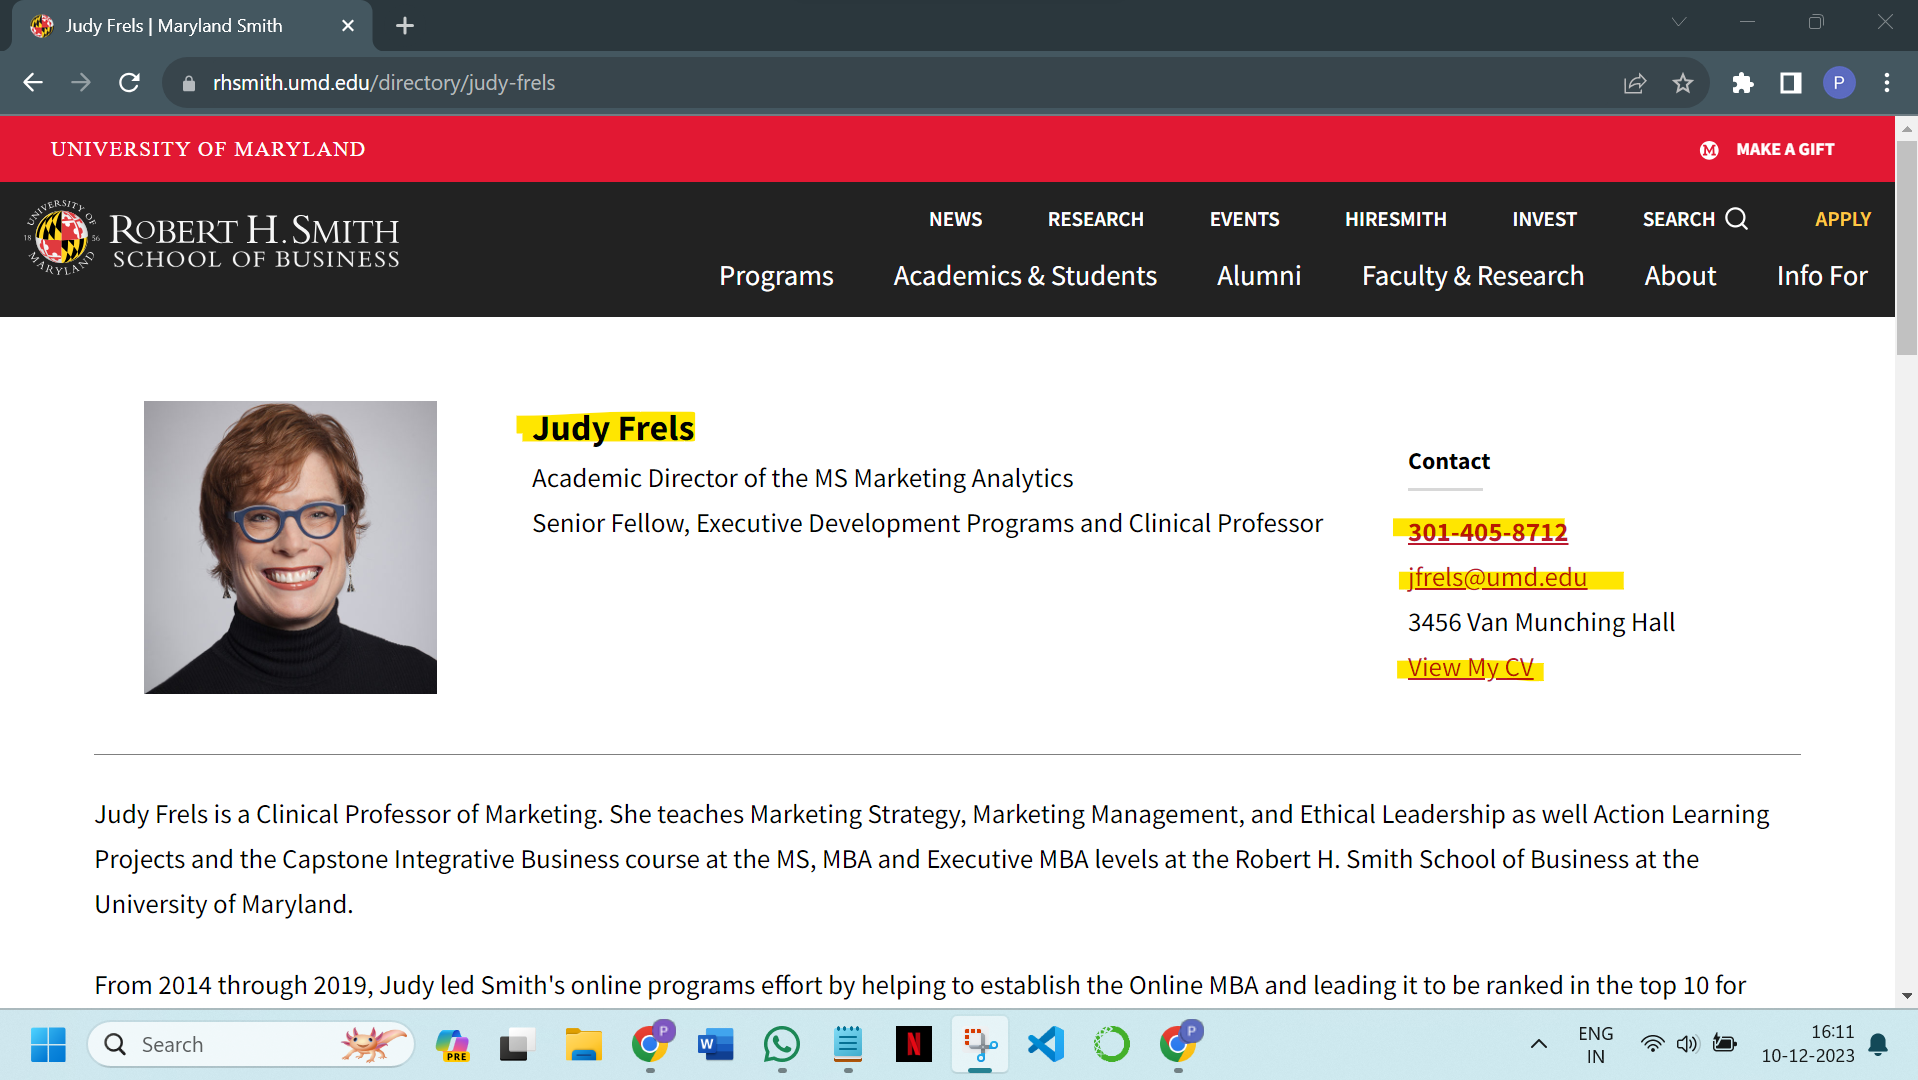 Judy Frels | Maryland Smith
rhsmith.umd.edu/directory/judy-frels
P
UNIVERSITY OF MARYLAND
M MAKE A GIFT
UNIVERSITY OF
18 56
MARYLAND
ROBERT H. SMITH
SCHOOL OF BUSINESS
NEWS RESEARCH EVENTS HIRESMITH INVEST SEARCH APPLY
Programs Academics & Students Alumni Faculty & Research About Info For
Judy Frels
Academic Director of the MS Marketing Analytics
Senior Fellow, Executive Development Programs and Clinical Professor
Contact
301-405-8712
jfrels@umd.edu
3456 Van Munching Hall
View My CV
Judy Frels is a Clinical Professor of Marketing. She teaches Marketing Strategy, Marketing Management, and Ethical Leadership as well Action Learning
Projects and the Capstone Integrative Business course at the MS, MBA and Executive MBA levels at the Robert H. Smith School of Business at the
University of Maryland.
From 2014 through 2019, Judy led Smith's online programs effort by helping to establish the Online MBA and leading it to be ranked in the top 10 for
Search
PRE
P
W
N
P
ENG
IN
16:11
10-12-2023